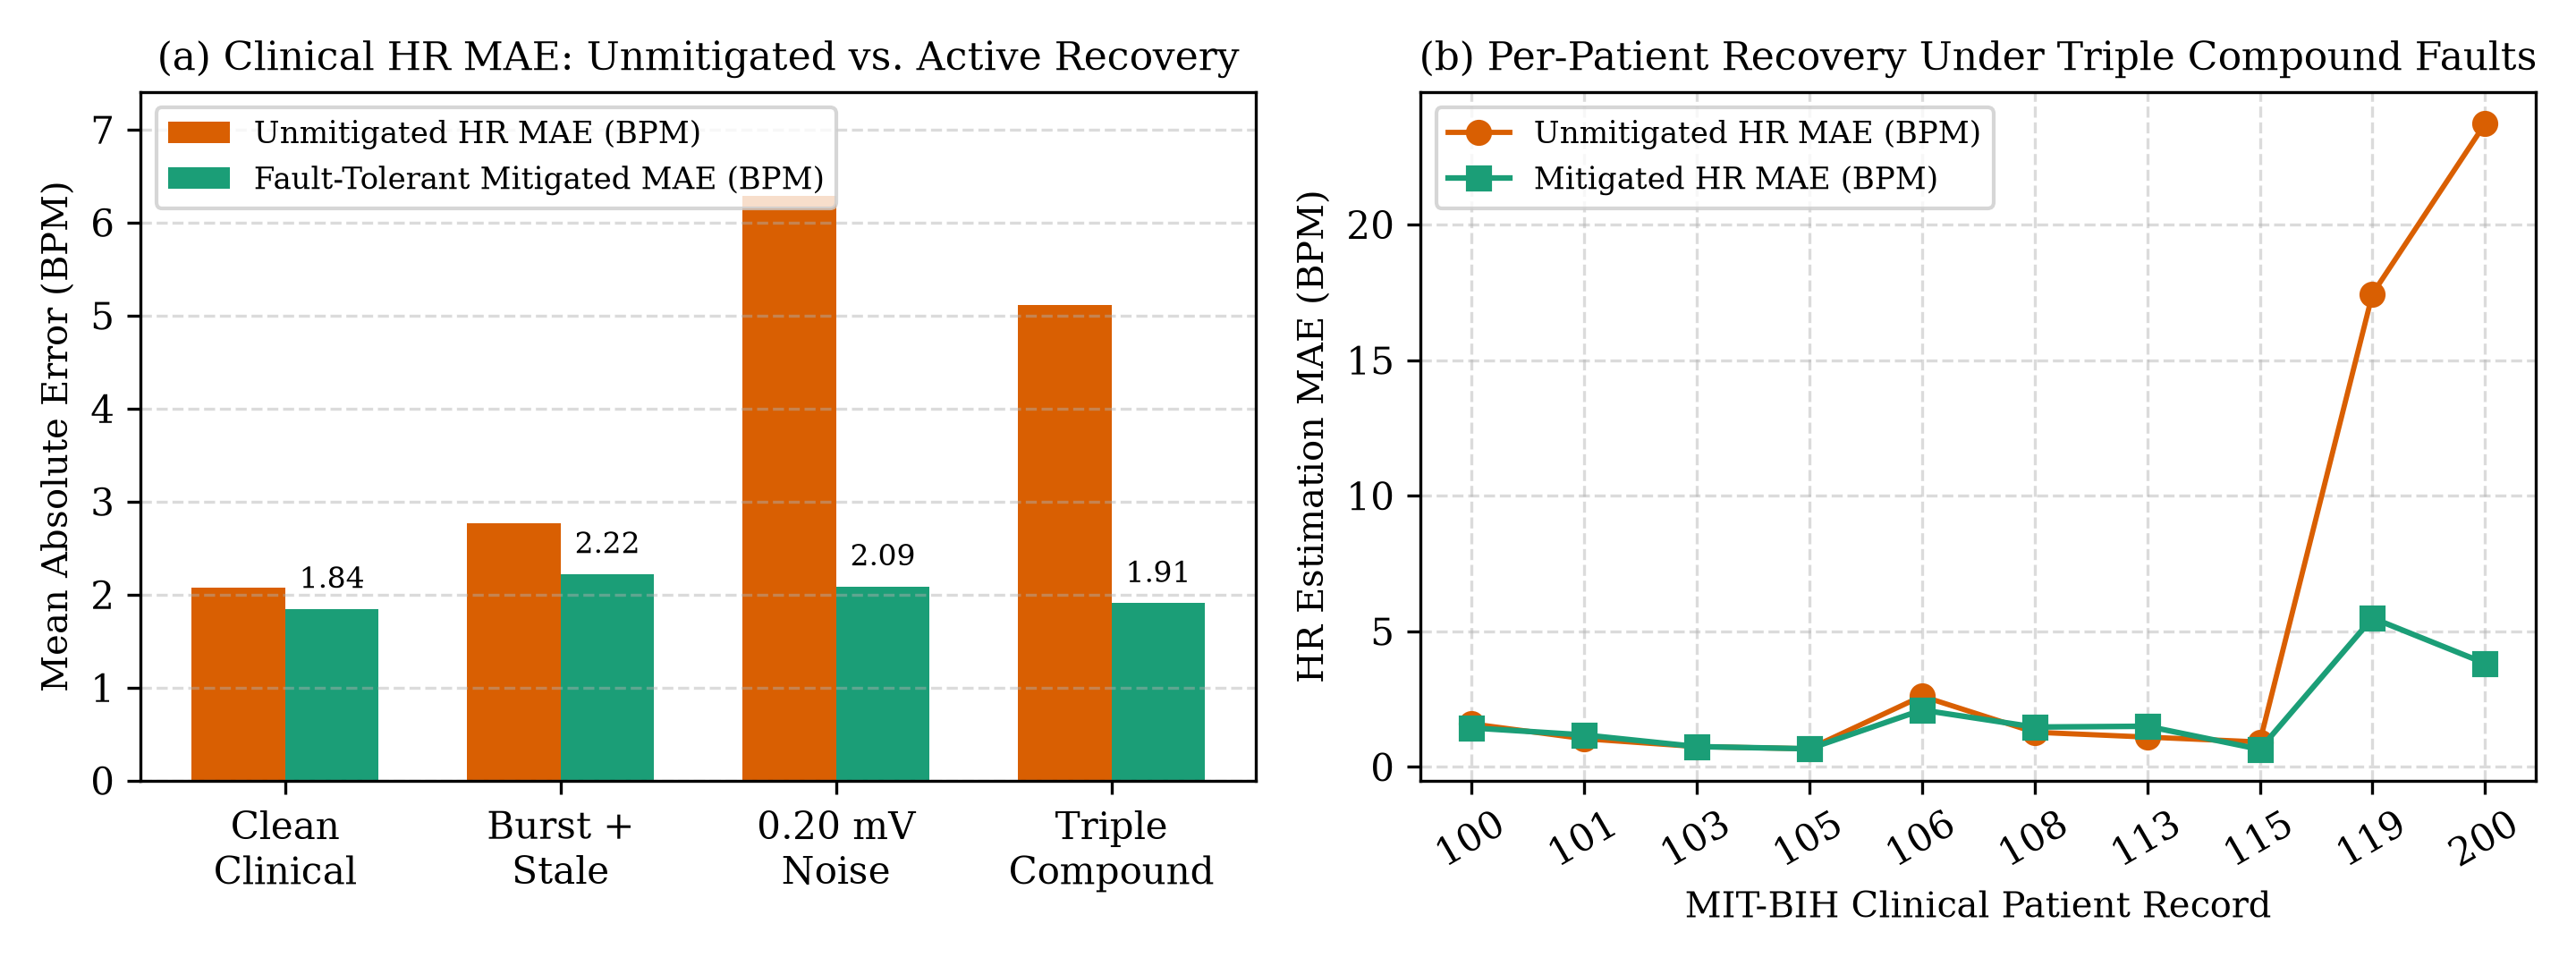 (a) Clinical HR MAE: Unmitigated vs. Active Recovery
Mean Absolute Error (BPM)
7
6
5
4
3
2
1
0
Unmitigated HR MAE (BPM)
Fault-Tolerant Mitigated MAE (BPM)
1.84
2.22
2.09
1.91
Clean
Clinical
Burst +
Stale
0.20 mV
Noise
Triple
Compound
(b) Per-Patient Recovery Under Triple Compound Faults
HR Estimation MAE (BPM)
20
15
10
5
0
Unmitigated HR MAE (BPM)
Mitigated HR MAE (BPM)
100
101
103
105
106
108
113
115
119
200
MIT-BIH Clinical Patient Record